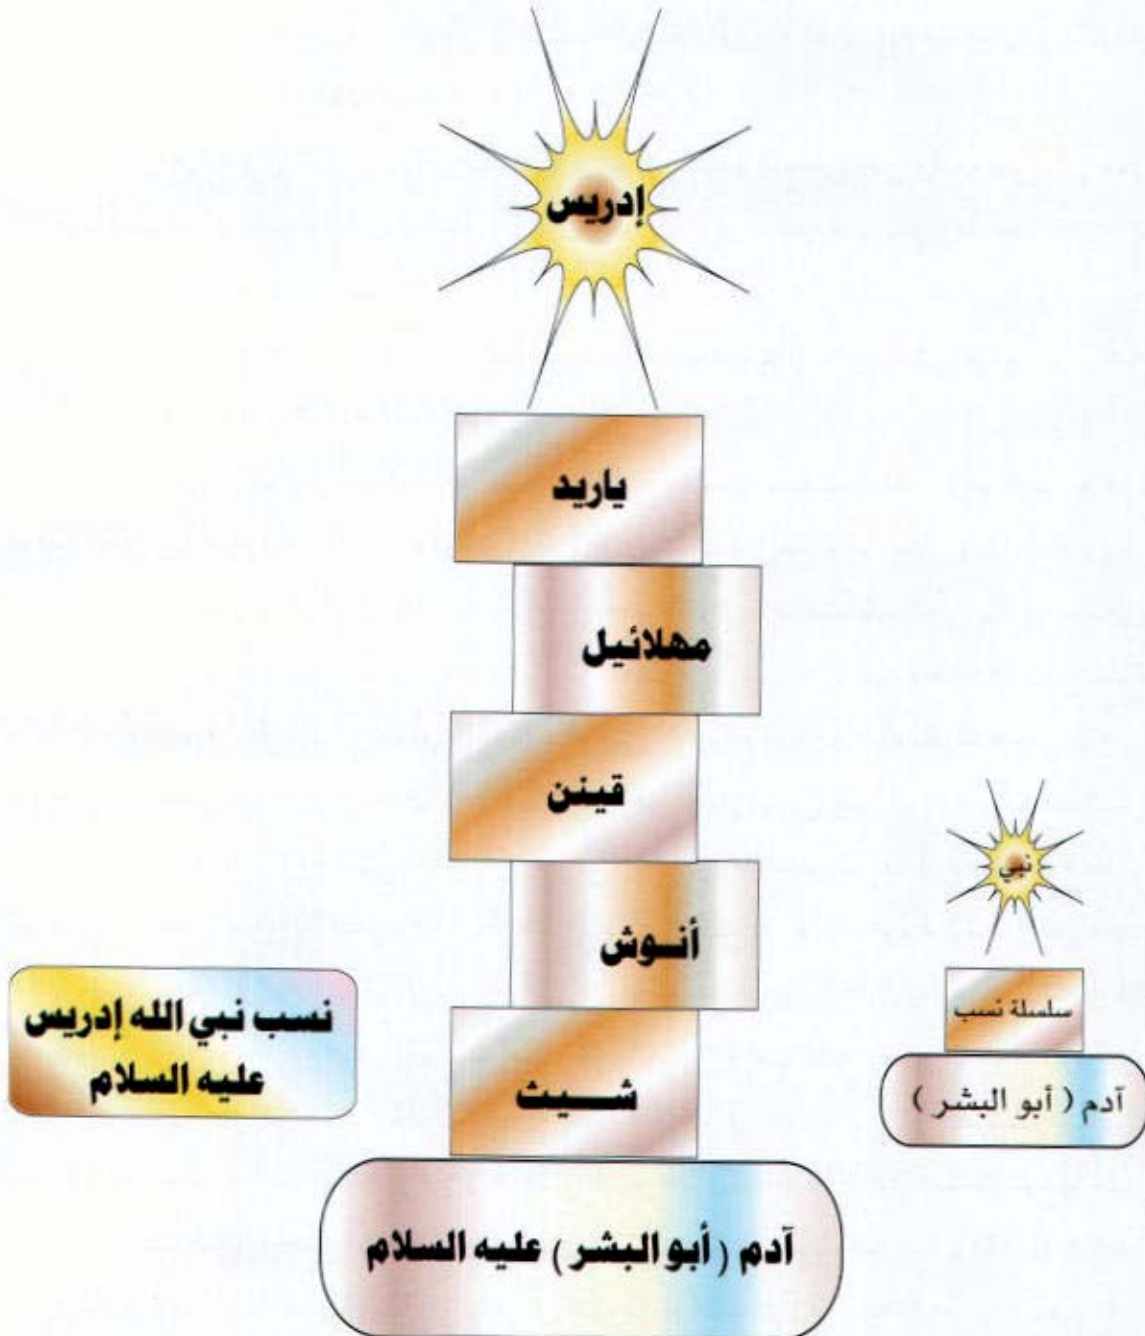 إدريس
ياريد
مهلائيل
قينن
أنوش
شيث
آدم ( أبو البشر ) عليه السلام
نسب نبي الله إدريس
عليه السلام
نبي
سلسلة نسب
آدم ( أبو البشر )